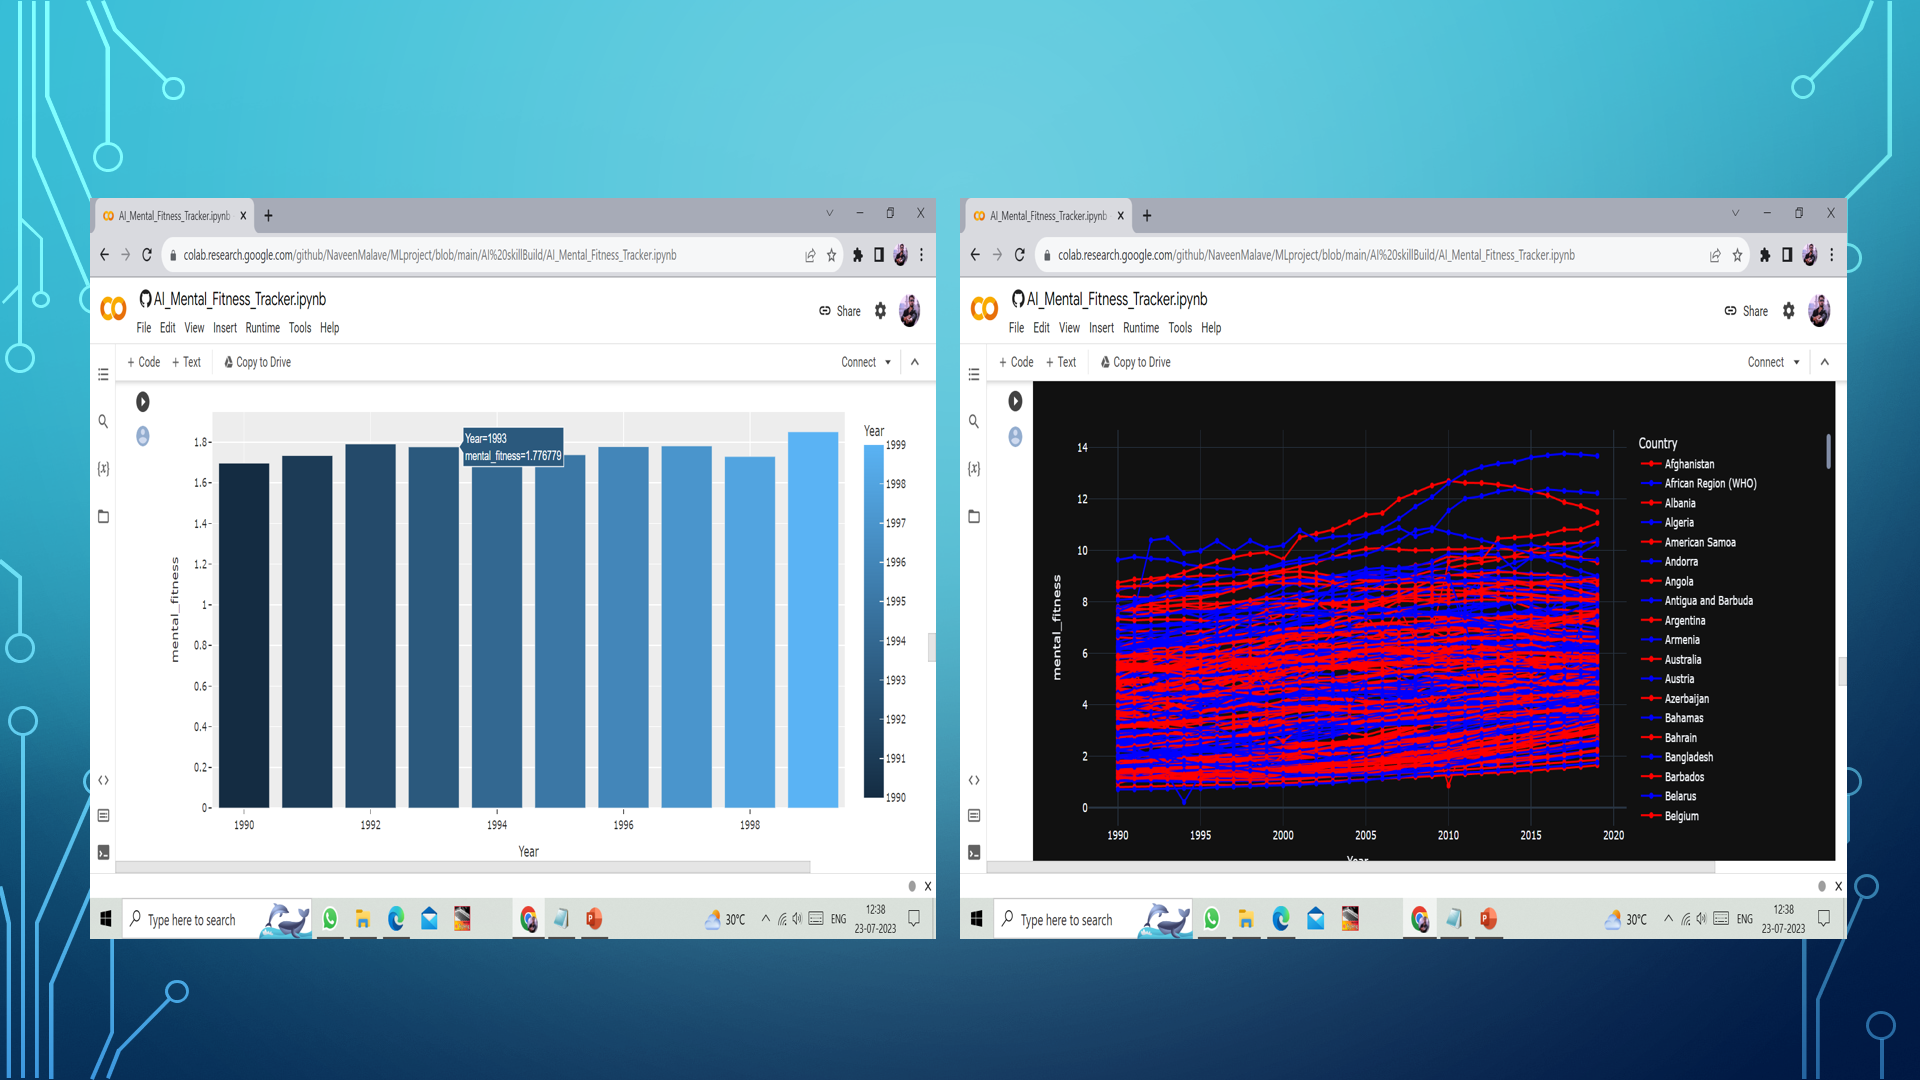 AI_Mental_Fitness_Tracker.ipynb
colab.research.google.com/github/NaveenMalave/MLproject/blob/main/AI%20skillBuild/AI_Mental_Fitness_Tracker.ipynb
AI_Mental_Fitness_Tracker.ipynb
Share
File Edit View Insert Runtime Tools Help
+ Code + Text Copy to Drive
Connect
Year=1993
mental_fitness=1.776779
Year
1999
1998
1997
1996
1995
1994
1993
1992
1991
1990
1.8
1.6
1.4
1.2
1
0.8
0.6
0.4
0.2
0
mental_fitness
1990 1992 1994 1996 1998
Year
Type here to search
30°C
ENG
12:38
23-07-2023
AI_Mental_Fitness_Tracker.ipynb
colab.research.google.com/github/NaveenMalave/MLproject/blob/main/AI%20skillBuild/AI_Mental_Fitness_Tracker.ipynb
AI_Mental_Fitness_Tracker.ipynb
Share
File Edit View Insert Runtime Tools Help
+ Code + Text Copy to Drive
Connect
14
12
10
8
6
4
2
0
mental_fitness
1990 1995 2000 2005 2010 2015 2020
Year
Country
Afghanistan
African Region (WHO)
Albania
Algeria
American Samoa
Andorra
Angola
Antigua and Barbuda
Argentina
Armenia
Australia
Austria
Azerbaijan
Bahamas
Bahrain
Bangladesh
Barbados
Belarus
Belgium
Type here to search
30°C
ENG
12:38
23-07-2023